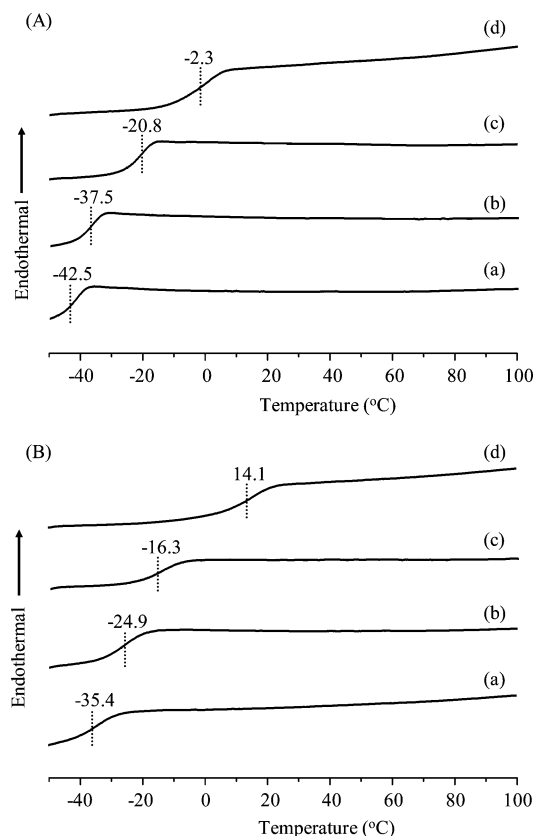 (A)
(d)
-2.3
(c)
-20.8
(b)
-37.5
(a)
-42.5
Endothermal
-40 -20 0 20 40 60 80 100
Temperature (°C)
(B)
(d)
14.1
(c)
-16.3
(b)
-24.9
(a)
-35.4
Endothermal
-40 -20 0 20 40 60 80 100
Temperature (°C)